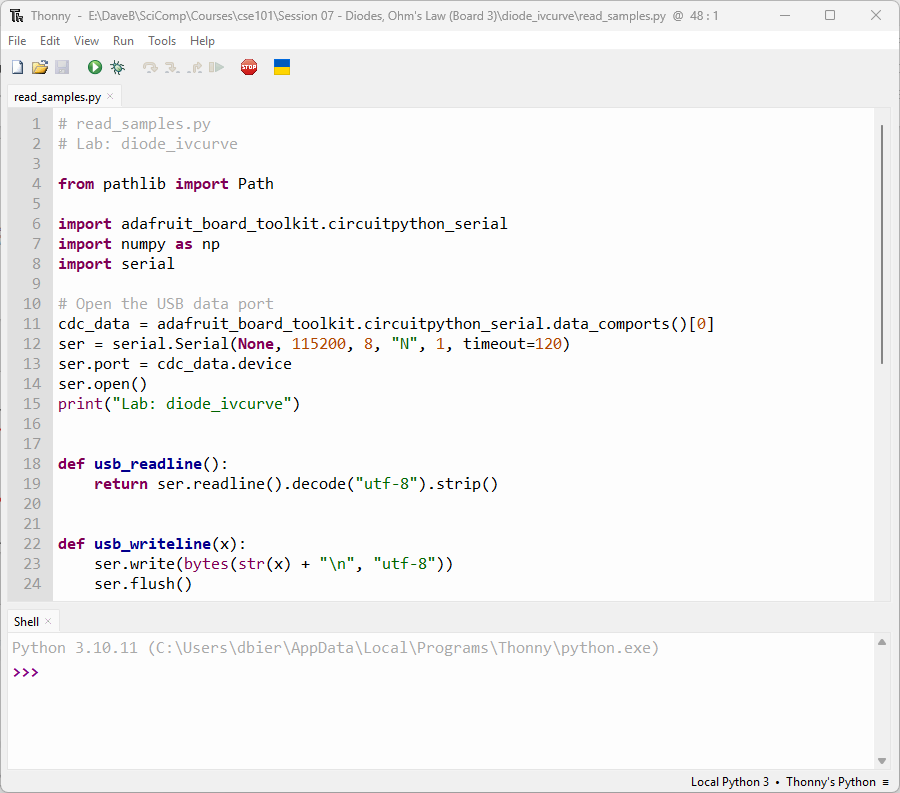 Thonny - E:\DaveB\SciComp\Courses\cse101\Session 07 - Diodes, Ohm's Law (Board 3)\diode_ivcurve\read_samples.py @ 48 : 1
File Edit View Run Tools Help
STOP
read_samples.py ×
1 # read_samples.py
2 # Lab: diode_ivcurve
3
4 from pathlib import Path
5
6 import adafruit_board_toolkit.circuitpython_serial
7 import numpy as np
8 import serial
9
10 # Open the USB data port
11 cdc_data = adafruit_board_toolkit.circuitpython_serial.data_comports()[0]
12 ser = serial.Serial(None, 115200, 8, "N", 1, timeout=120)
13 ser.port = cdc_data.device
14 ser.open()
15 print("Lab: diode_ivcurve")
16
17
18 def usb_readline():
19     return ser.readline().decode("utf-8").strip()
20
21
22 def usb_writeline(x):
23     ser.write(bytes(str(x) + "\n", "utf-8"))
24     ser.flush()
Shell ×
Python 3.10.11 (C:\Users\dbier\AppData\Local\Programs\Thonny\python.exe)
>>>
Local Python 3 • Thonny's Python ≡